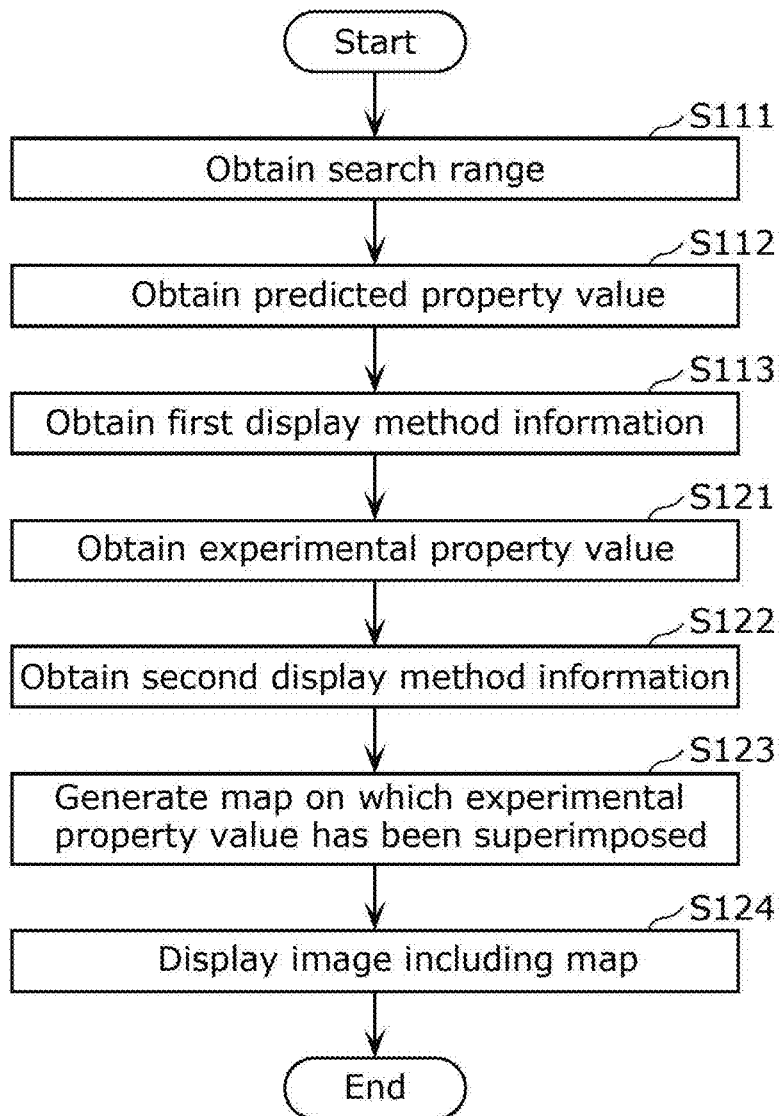 Start
S111
Obtain search range
S112
Obtain predicted property value
S113
Obtain first display method information
S121
Obtain experimental property value
S122
Obtain second display method information
S123
Generate map on which experimental
property value has been superimposed
S124
Display image including map
End